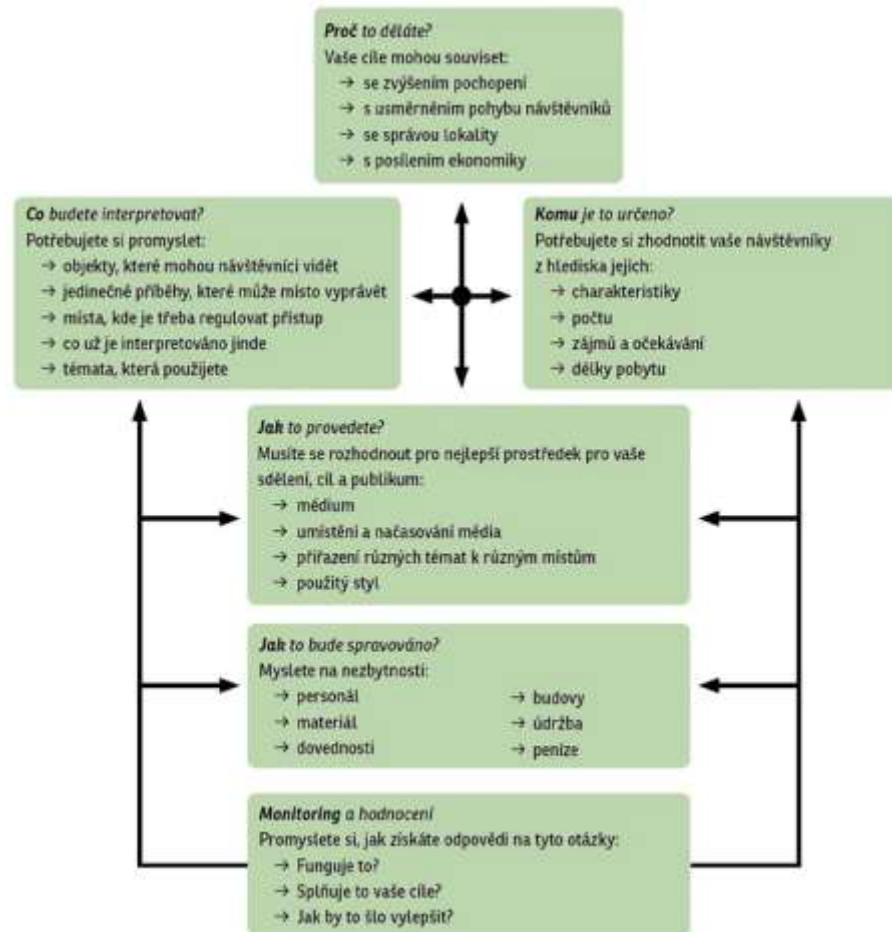 Proč to děláte?
Vaše cíle mohou souviset:
→ se zvýšením pochopení
→ s usměrněním pohybu návštěvníků
→ se správou lokality
→ s posílením ekonomiky
Co budete interpretovat?
Potřebujete si promyslet:
→ objekty, které mohou návštěvníci vidět
→ jedinečné příběhy, které může místo vyprávět
→ místa, kde je třeba regulovat přístup
→ co už je interpretováno jinde
→ témata, která použijete
Komu je to určeno?
Potřebujete si zhodnotit vaše návštěvníky
z hlediska jejich:
→ charakteristiky
→ počtu
→ zájmů a očekávání
→ délky pobytu
Jak to provedete?
Musíte se rozhodnout pro nejlepší prostředek pro vaše
sdělení, cíl a publikum:
→ médium
→ umístění a načasování média
→ přiřazení různých témat k různým místům
→ použitý styl
Jak to bude spravováno?
Myslete na nezbytnosti:
→ personál
→ materiál
→ dovednosti
→ budovy
→ údržba
→ peníze
Monitoring a hodnocení
Promyslete si, jak získáte odpovědi na tyto otázky:
→ Funguje to?
→ Splňuje to vaše cíle?
→ Jak by to šlo vylepšit?